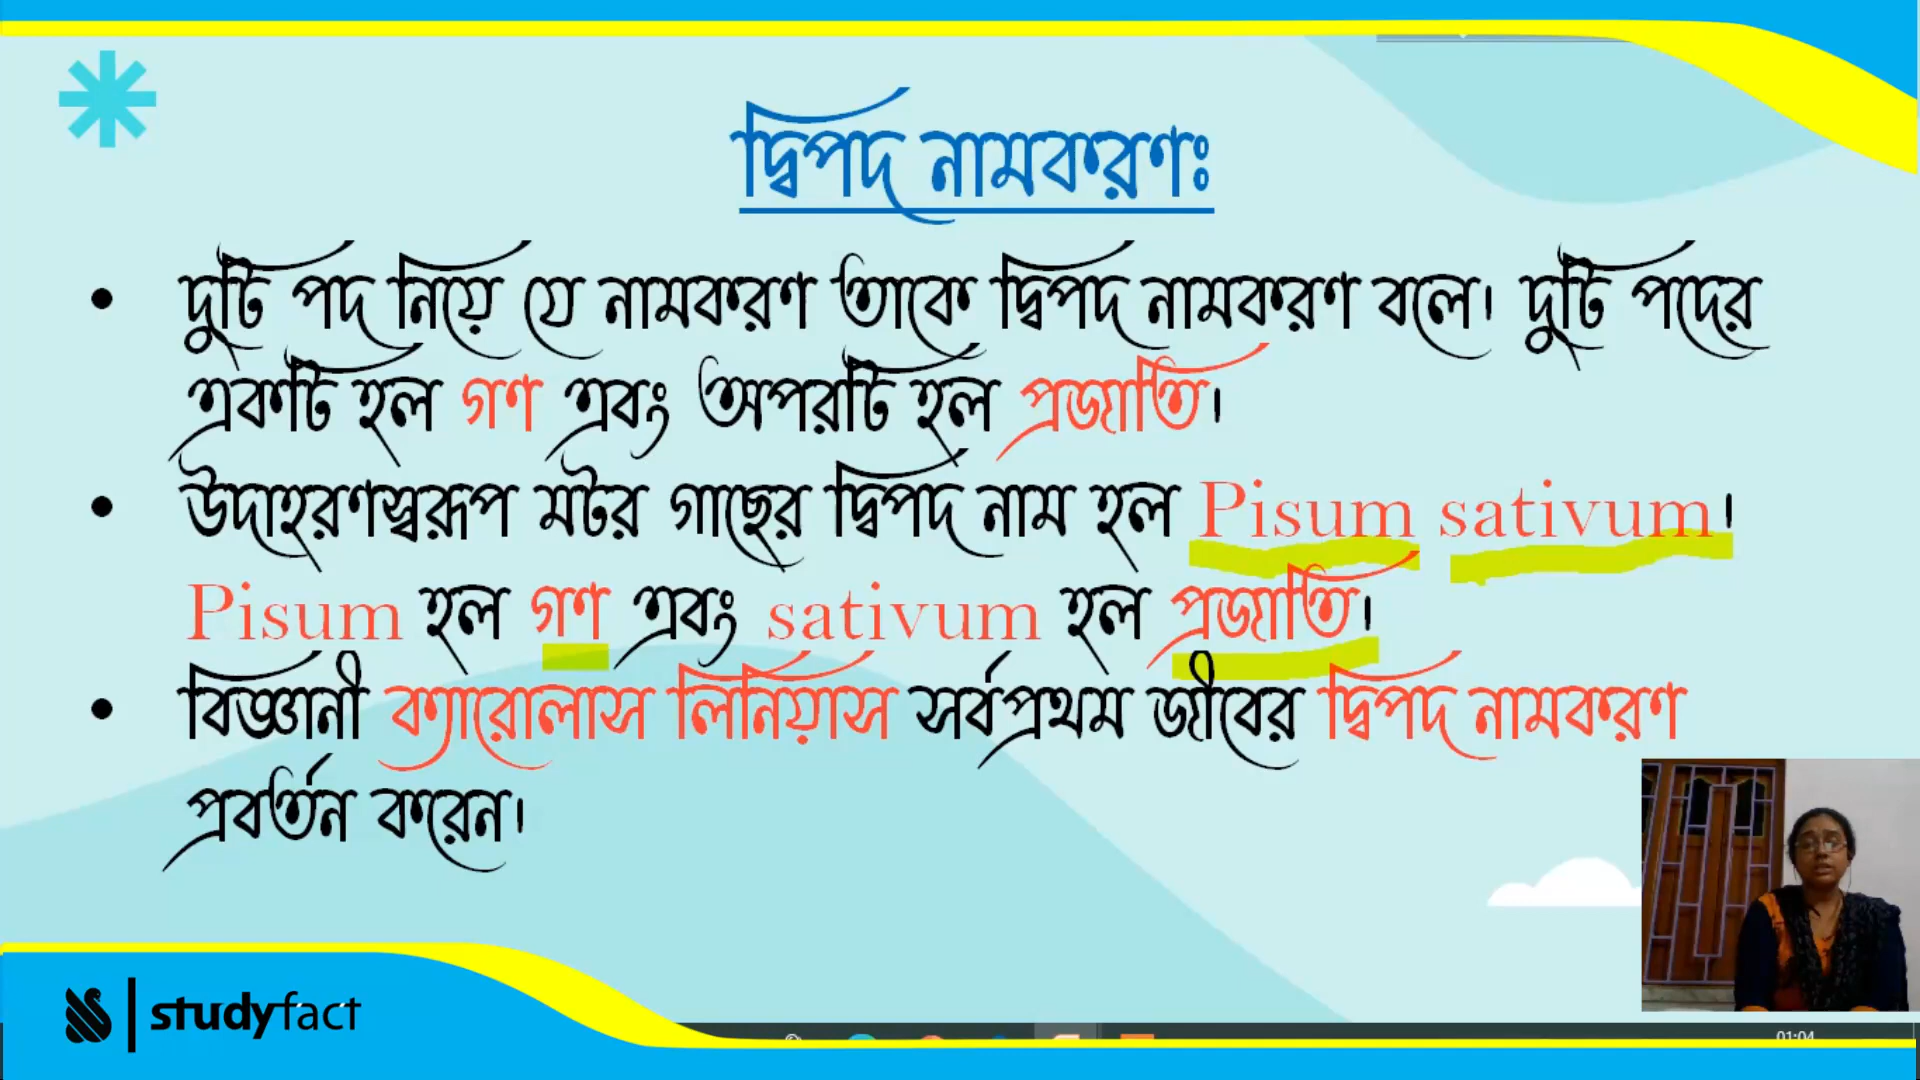 দ্বিপদ নামকরণঃ
• দুটি পদ নিয়ে যে নামকরণ তাকে দ্বিপদ নামকরণ বলে। দুটি পদের
একটি হল গণ এবং অপরটি হল প্রজাতি।
• উদাহরণস্বরূপ মটর গাছের দ্বিপদ নাম হল Pisum sativum।
Pisum হল গণ এবং sativum হল প্রজাতি।
• বিজ্ঞানী ক্যারোলাস লিনিয়াস সর্বপ্রথম জীবের দ্বিপদ নামকরণ
প্রবর্তন করেন।
studyfact
01:04